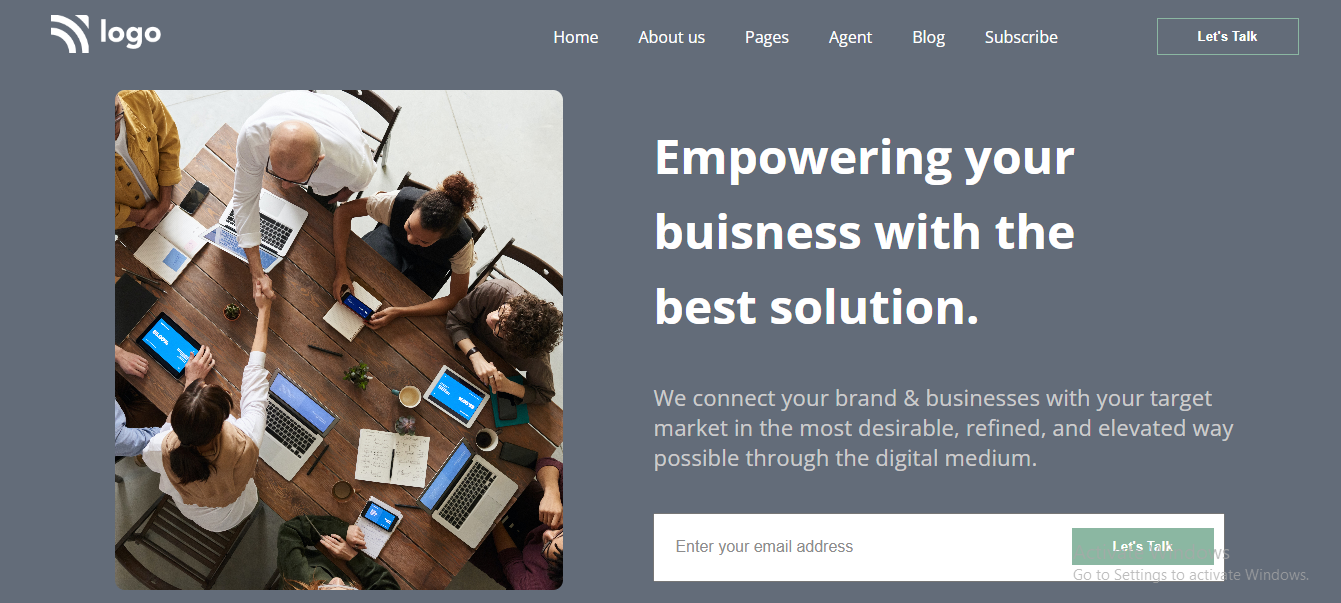 logo
Home About us Pages Agent Blog Subscribe Let's Talk
Empowering your
buisness with the
best solution.
We connect your brand & businesses with your target
market in the most desirable, refined, and elevated way
possible through the digital medium.
Enter your email address Let's Talk
Go to Settings to activate Windows.